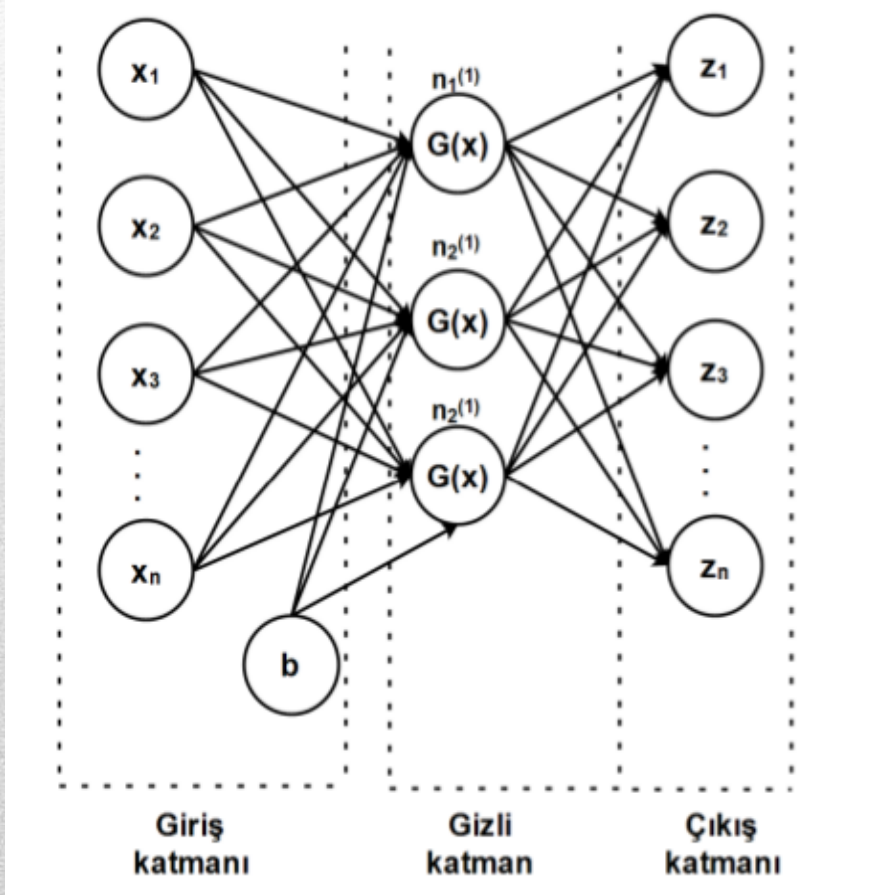 x₁
x₂
x₃
xₙ
b
n₁⁽¹⁾
G(x)
n₂⁽¹⁾
G(x)
n₂⁽¹⁾
G(x)
z₁
z₂
z₃
zₙ
Giriş
katmanı
Gizli
katman
Çıkış
katmanı